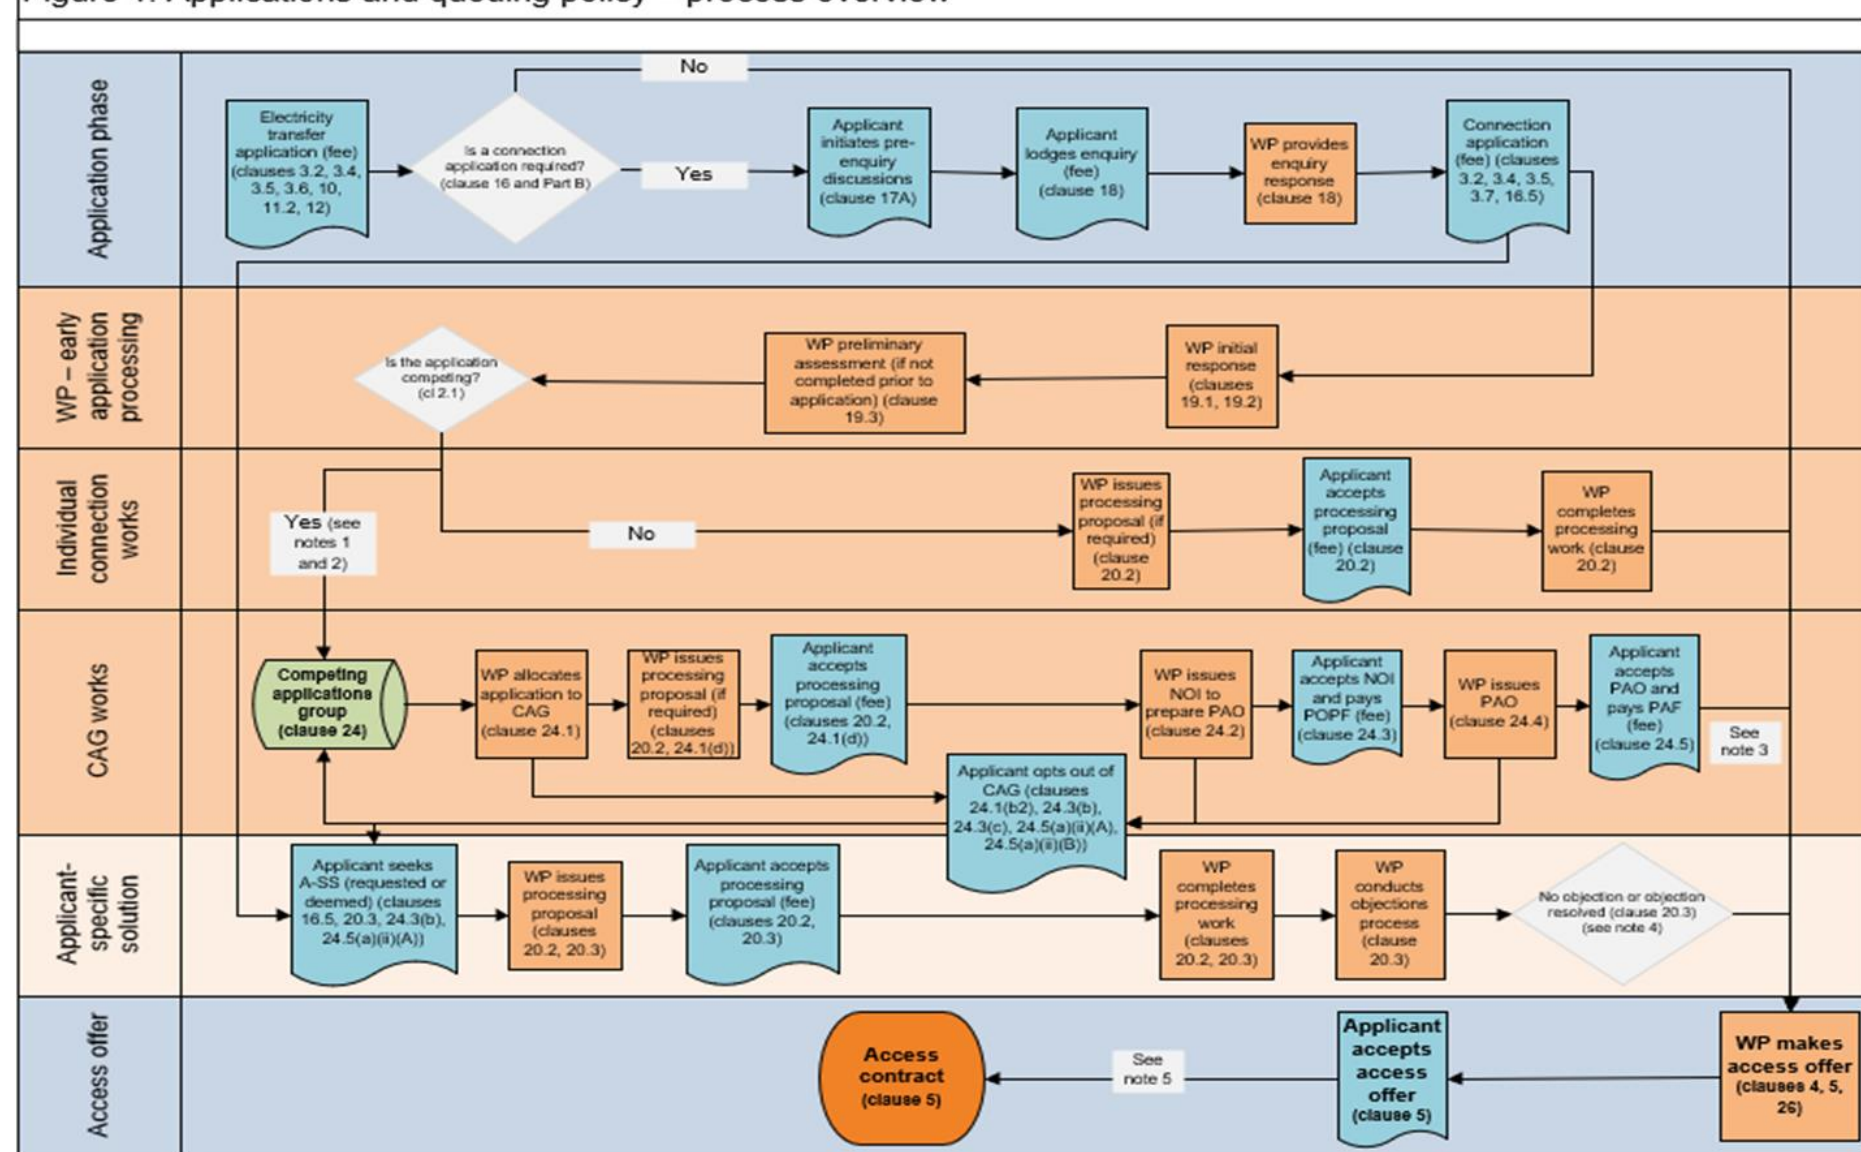 Figure 1: Applications and queuing policy – process overview
Application phase
No
Electricity
transfer
application (fee)
(clauses 3.2, 3.4,
3.5, 3.6, 10,
11.2, 12)
Is a connection
application required?
(clause 16 and Part B)
Yes
Applicant
initiates pre-
enquiry
discussions
(clause 17A)
Applicant
lodges enquiry
(fee)
(clause 18)
WP provides
enquiry
response
(clause 18)
Connection
application
(fee) (clauses
3.2, 3.4, 3.5,
3.7, 16.5)
WP – early
application
processing
Is the application
competing?
(cl 2.1)
WP preliminary
assessment (if not
completed prior to
application) (clause
19.3)
WP initial
response
(clauses
19.1, 19.2)
Individual
connection
works
Yes (see
notes 1
and 2)
No
WP issues
processing
proposal (if
required)
(clause
20.2)
Applicant
accepts
processing
proposal
(fee) (clause
20.2)
WP
completes
processing
work (clause
20.2)
CAG works
Competing
applications
group
(clause 24)
WP allocates
application to
CAG
(clause 24.1)
WP issues
processing
proposal (if
required)
(clauses
20.2, 24.1(d))
Applicant
accepts
processing
proposal (fee)
(clauses 20.2,
24.1(d))
WP issues
NOI to
prepare PAO
(clause 24.2)
Applicant
accepts NOI
and pays
POPF (fee)
(clause 24.3)
WP issues
PAO
(clause 24.4)
Applicant
accepts
PAO and
pays PAF
(fee)
(clause 24.5)
See
note 3
Applicant opts out of
CAG (clauses
24.1(b2), 24.3(b),
24.3(c), 24.5(a)(ii)(A),
24.5(a)(ii)(B))
Applicant-
specific
solution
Applicant seeks
A-SS (requested or
deemed) (clauses
16.5, 20.3, 24.3(b),
24.5(a)(ii)(A))
WP issues
processing
proposal
(clauses
20.2, 20.3)
Applicant accepts
processing
proposal (fee)
(clauses 20.2,
20.3)
WP
completes
processing
work
(clauses
20.2, 20.3)
WP
conducts
objections
process
(clause
20.3)
No objection or objection
resolved (clause 20.3)
(see note 4)
Access offer
Access
contract
(clause 5)
See
note 5
Applicant
accepts
access
offer
(clause 5)
WP makes
access offer
(clauses 4, 5,
26)